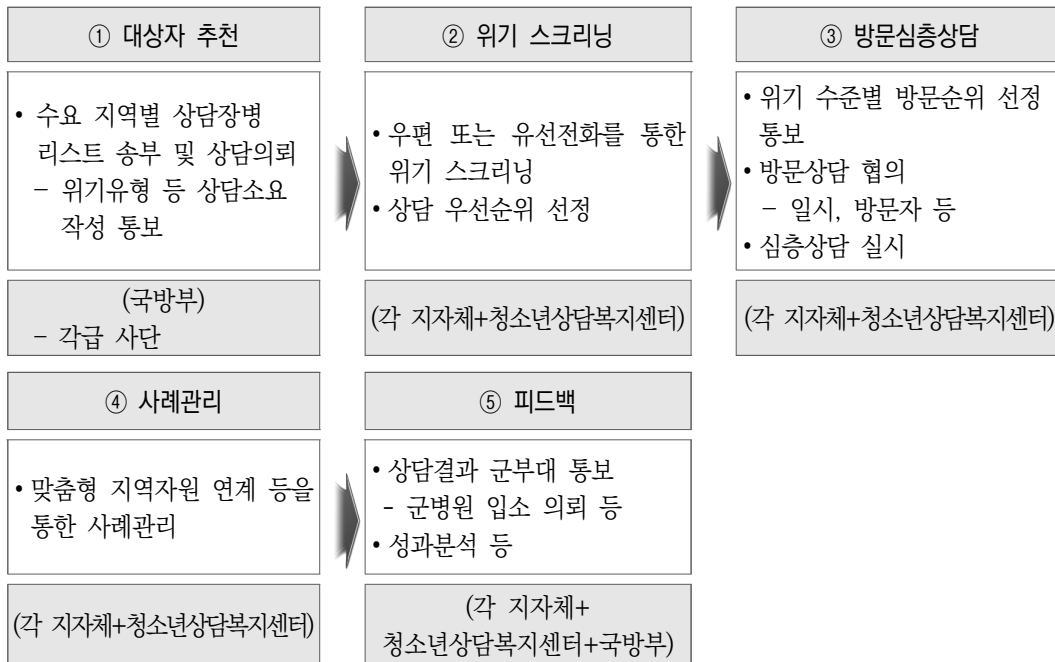 ① 대상자 추천
• 수요 지역별 상담장병
리스트 송부 및 상담의뢰
- 위기유형 등 상담소요
작성 통보
(국방부)
- 각급 사단
② 위기 스크리닝
• 우편 또는 유선전화를 통한
위기 스크리닝
• 상담 우선순위 선정
(각 지자체+청소년상담복지센터)
③ 방문심층상담
• 위기 수준별 방문순위 선정
통보
• 방문상담 협의
- 일시, 방문자 등
• 심층상담 실시
(각 지자체+청소년상담복지센터)
④ 사례관리
• 맞춤형 지역자원 연계 등을
통한 사례관리
(각 지자체+청소년상담복지센터)
⑤ 피드백
• 상담결과 군부대 통보
- 군병원 입소 의뢰 등
• 성과분석 등
(각 지자체+
청소년상담복지센터+국방부)